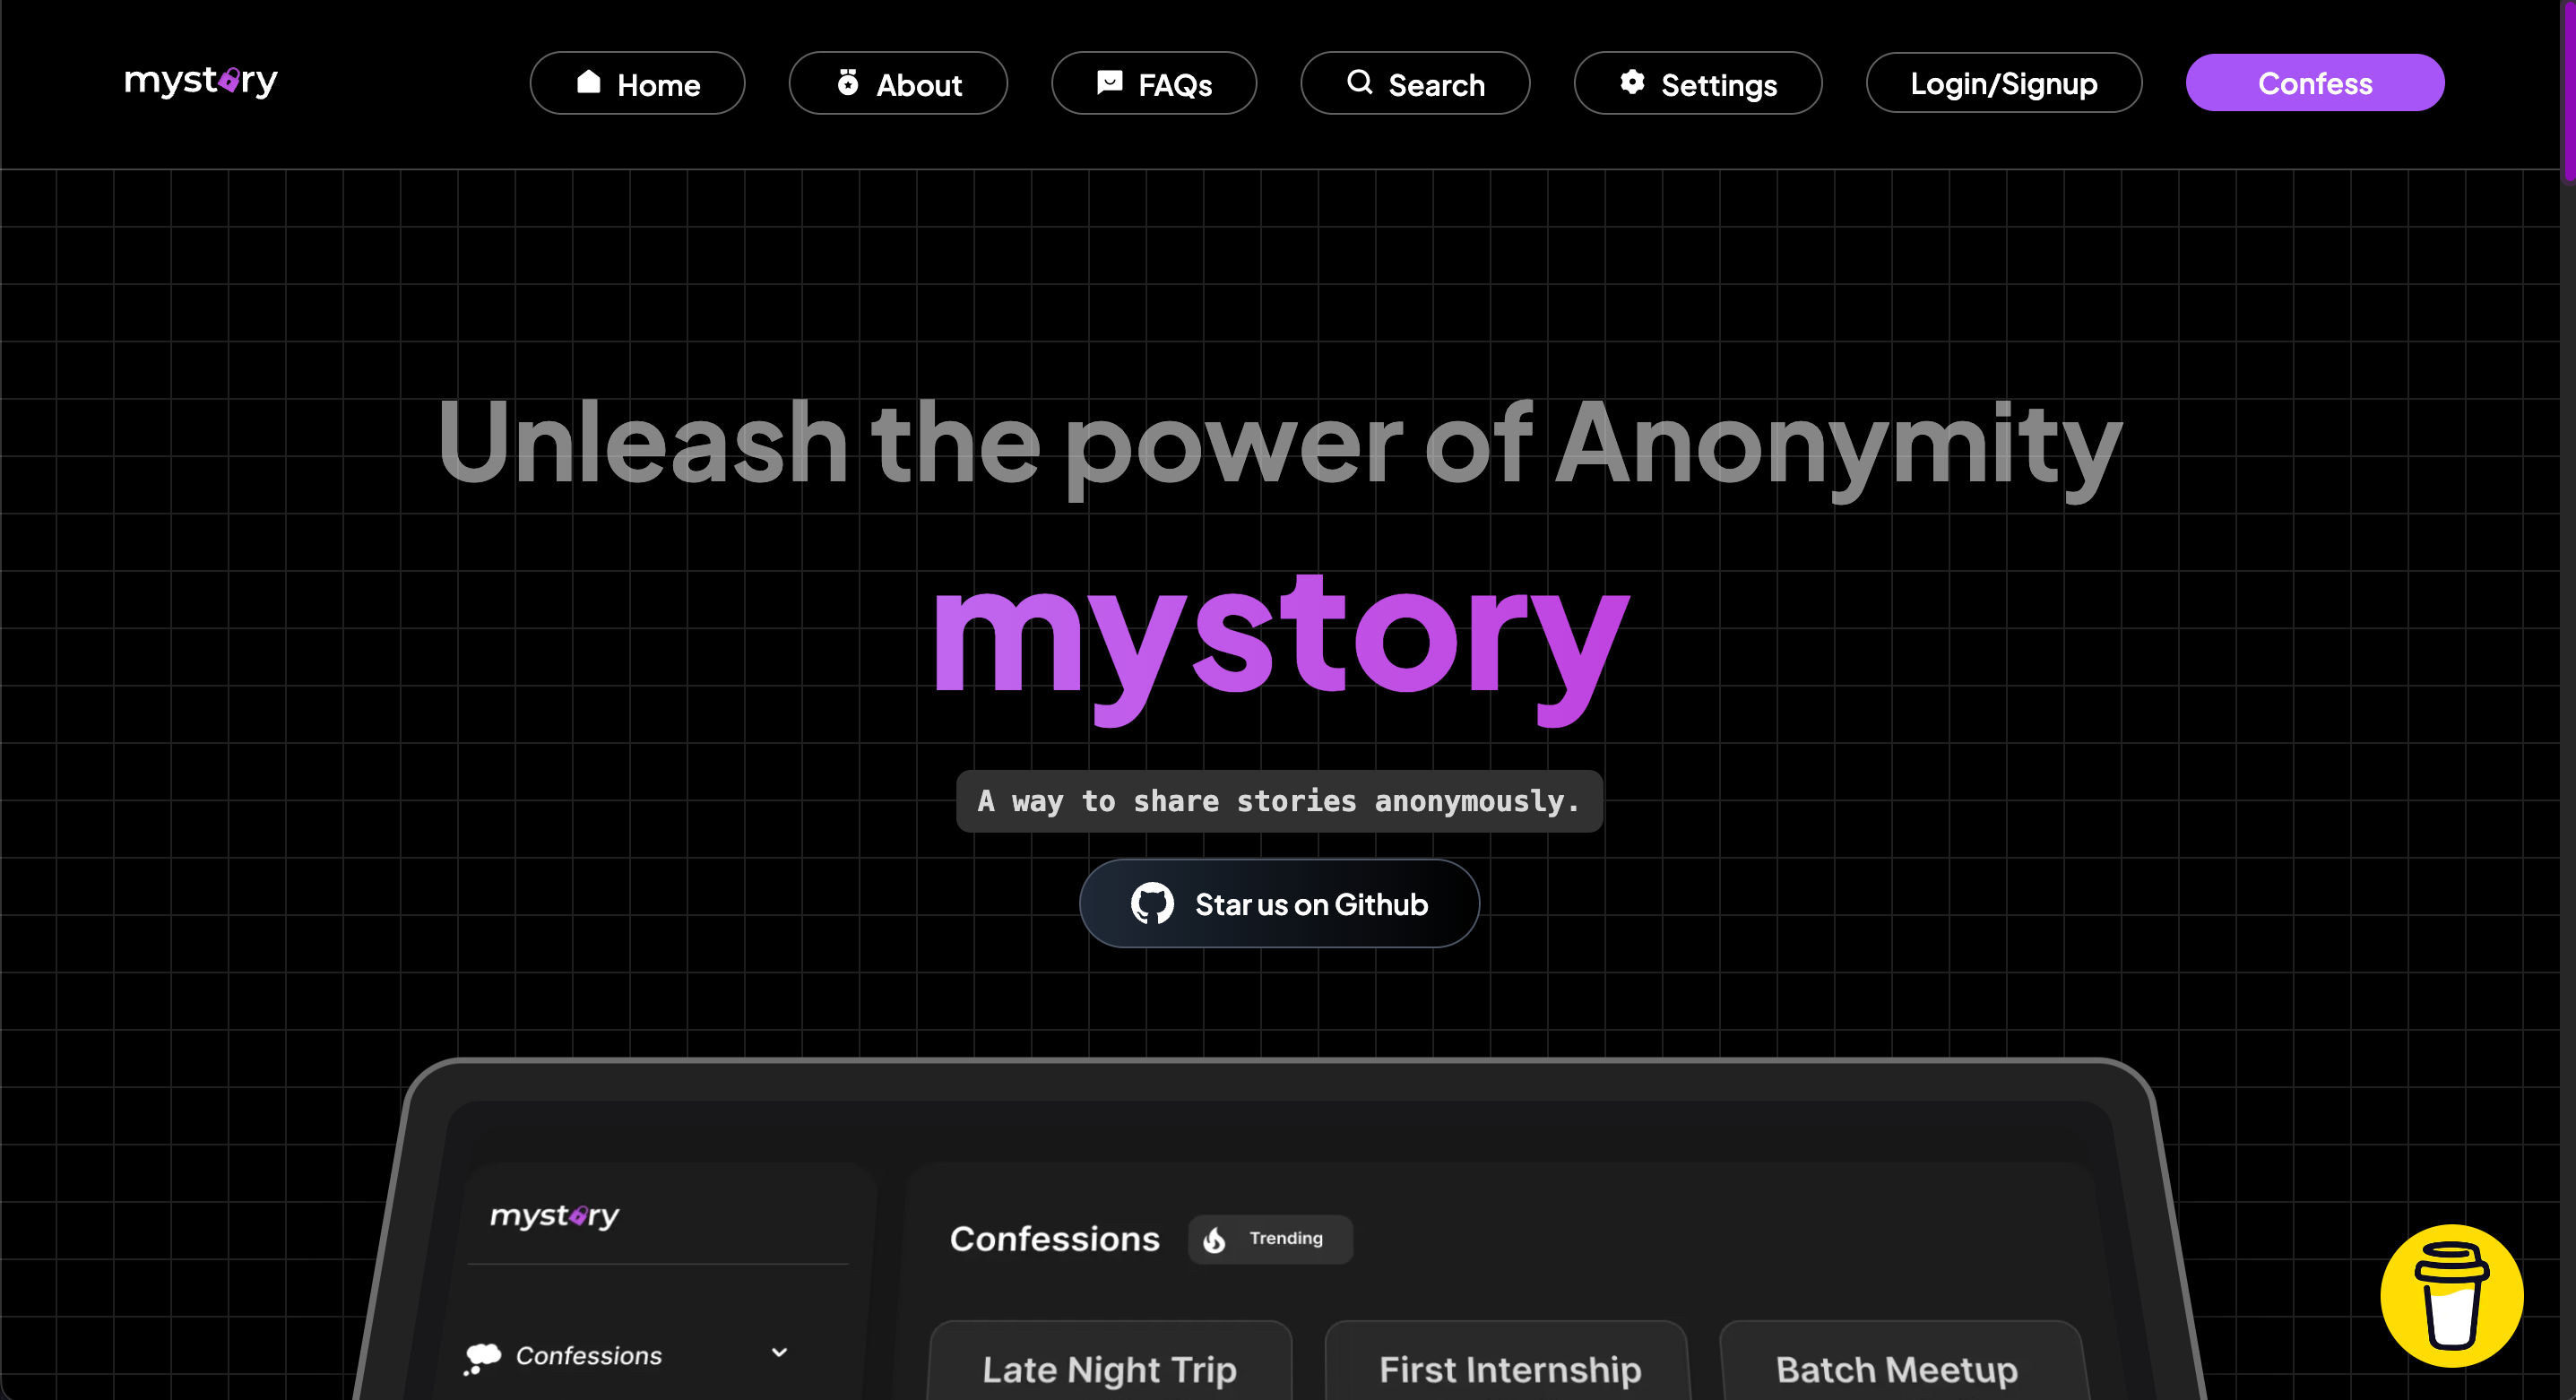 mystory
Home
About
FAQs
Search
Settings
Login/Signup
Confess
Unleash the power of Anonymity
mystory
A way to share stories anonymously.
Star us on Github
mystory
Confessions
Trending
Confessions
Late Night Trip
First Internship
Batch Meetup